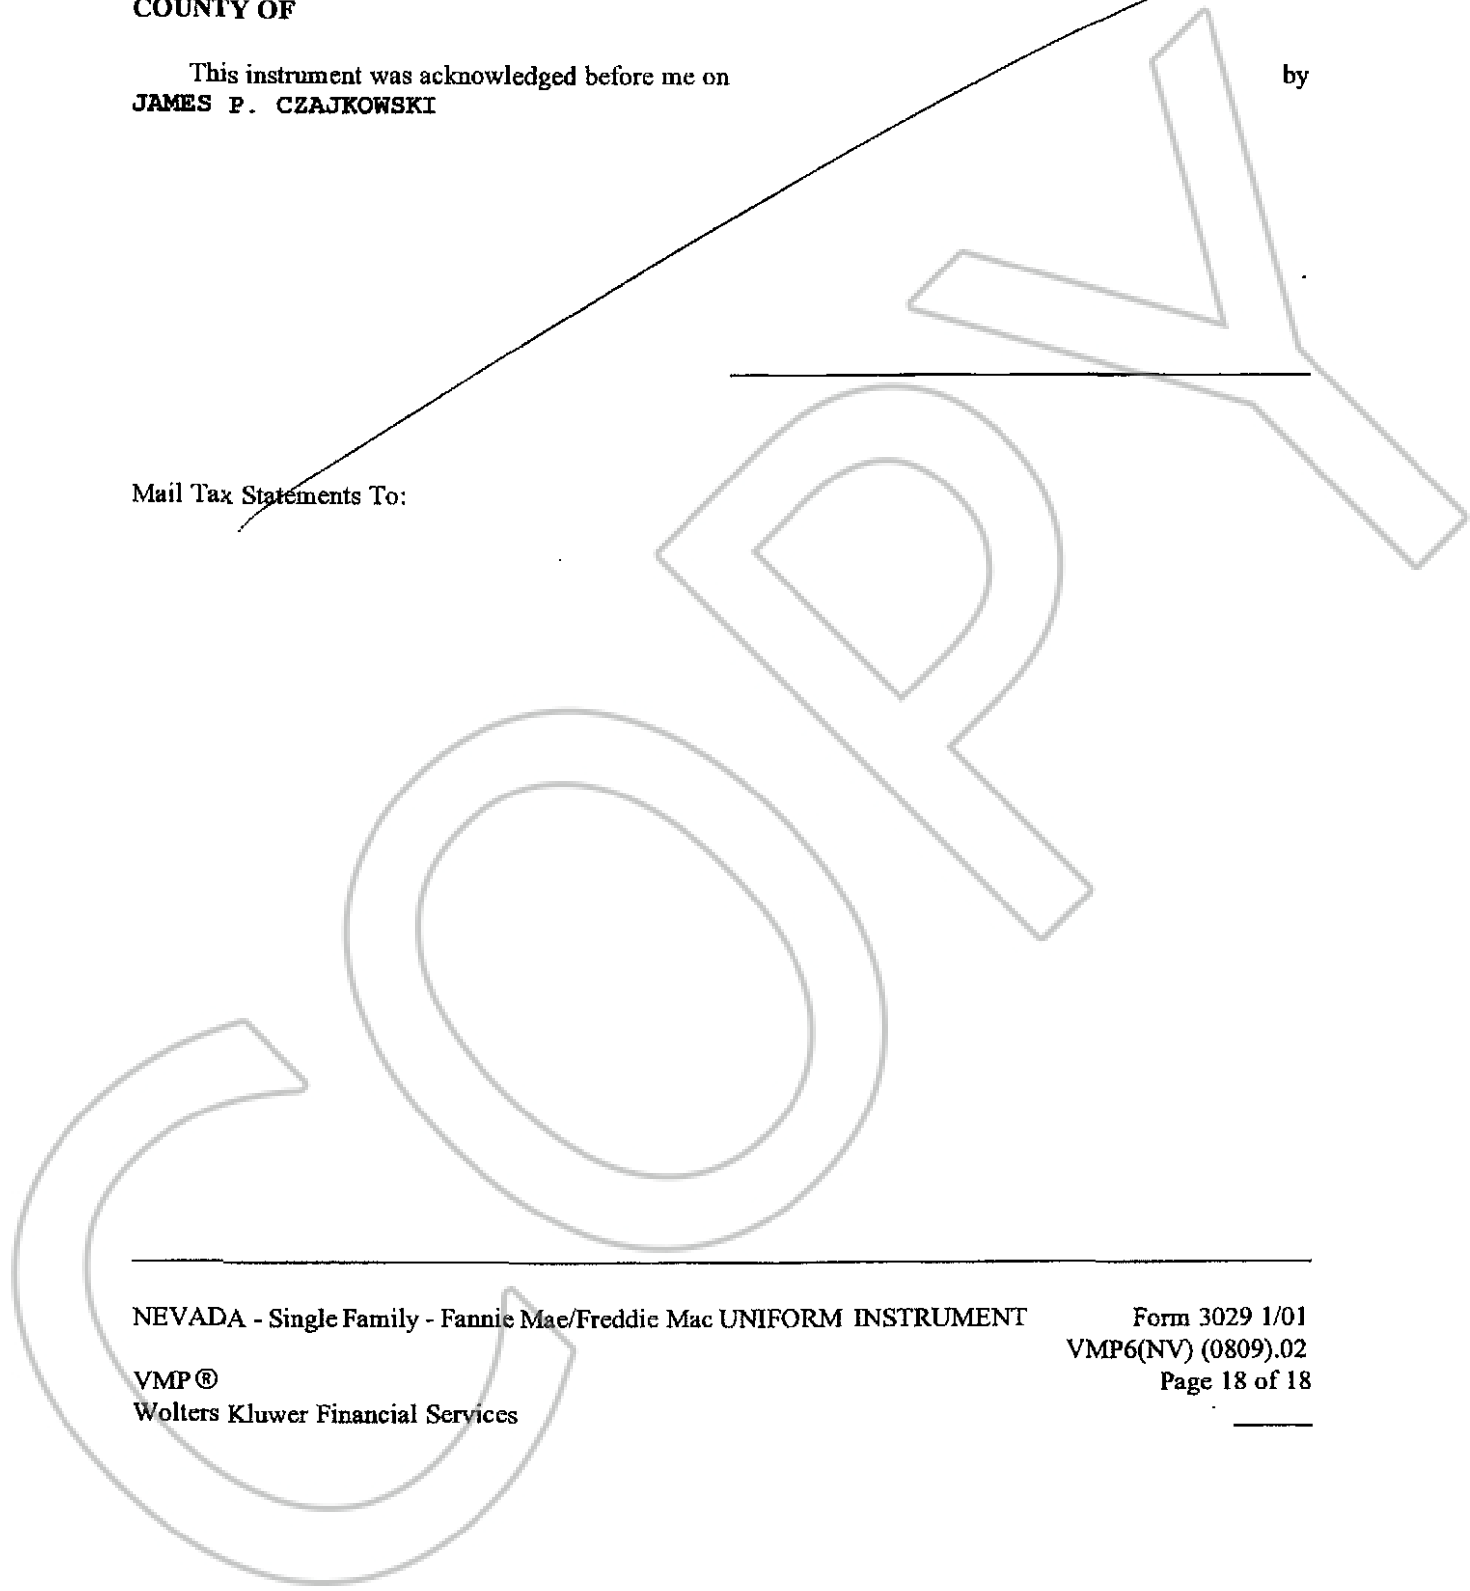 COUNTY OF
This instrument was acknowledged before me on by
JAMES P. CZAJKOWSKI
Mail Tax Statements To:
COPY
NEVADA - Single Family - Fannie Mae/Freddie Mac UNIFORM INSTRUMENT Form 3029 1/01
VMP6(NV) (0809).02
VMP ® Page 18 of 18
Wolters Kluwer Financial Services